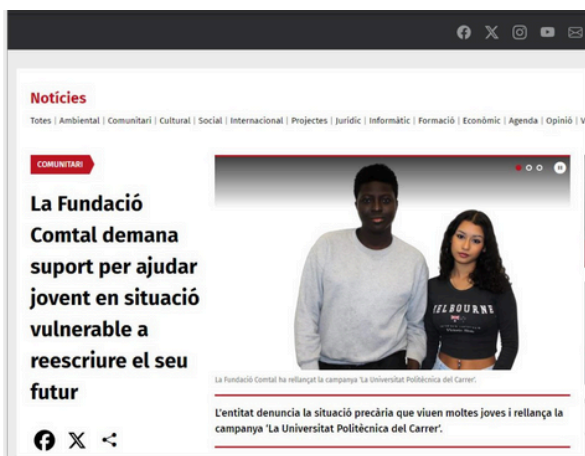 Notícies
Totes | Ambiental | Comunitari | Cultural | Social | Internacional | Projectes | Jurídic | Informàtic | Formació | Econòmic | Agenda | Opinió | V
COMUNITARI
La Fundació
Comtal demana
suport per ajudar
jovent en situació
vulnerable a
reescriure el seu
futur
MELBOURNE
La Fundació Comtal ha rellançat la campanya 'La Universitat Politècnica del Carrer'.
L'entitat denuncia la situació precària que viuen moltes joves i rellança la
campanya 'La Universitat Politècnica del Carrer'.